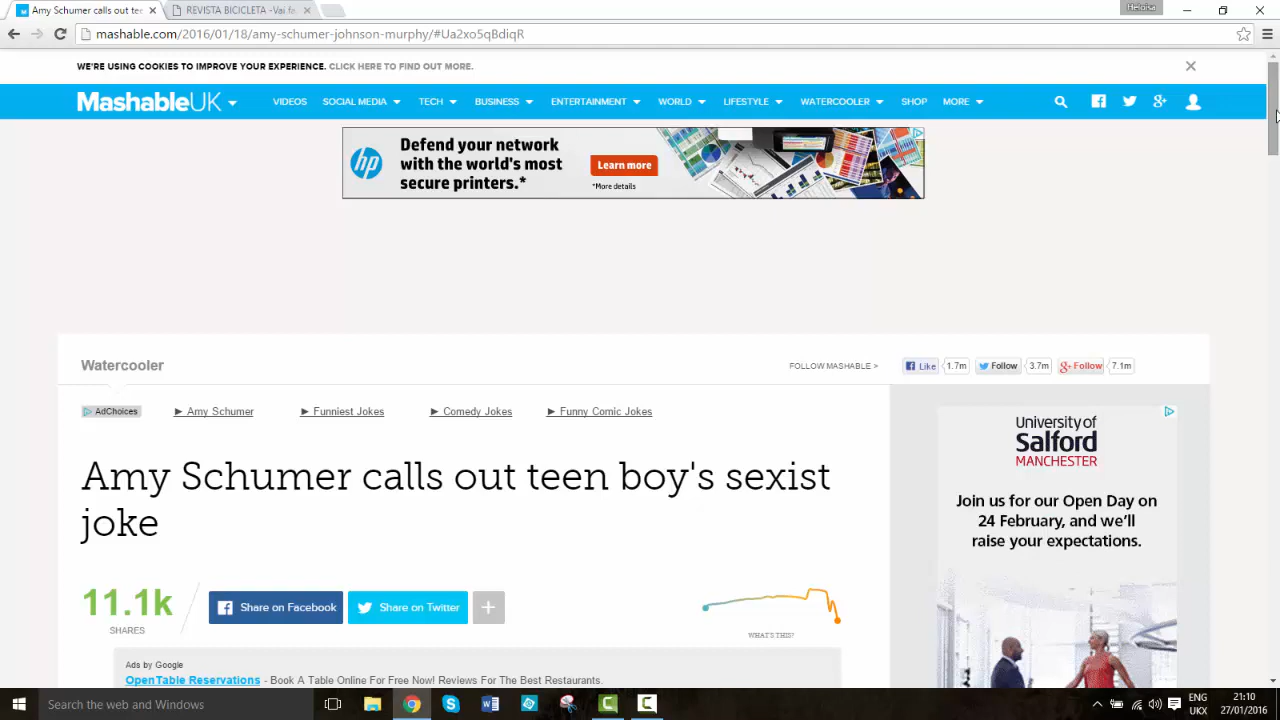 Amy Schumer calls out tee
REVISTA BICICLETA -Vai fa
Heloisa
mashable.com/2016/01/18/amy-schumer-johnson-murphy/#Ua2xo5qBdiqR
WE'RE USING COOKIES TO IMPROVE YOUR EXPERIENCE. CLICK HERE TO FIND OUT MORE.
MashableUK
VIDEOS SOCIAL MEDIA TECH BUSINESS ENTERTAINMENT WORLD LIFESTYLE WATERCOOLER SHOP MORE
hp
Defend your network
with the world's most
secure printers.*
Learn more
*More details
Watercooler
FOLLOW MASHABLE >
Like 1.7m Follow 3.7m Follow 7.1m
AdChoices
► Amy Schumer ► Funniest Jokes ► Comedy Jokes ► Funny Comic Jokes
Amy Schumer calls out teen boy's sexist
joke
11.1k
SHARES
Share on Facebook
Share on Twitter
WHAT'S THIS?
Ads by Google
OpenTable Reservations - Book A Table Online For Free Now! Reviews For The Best Restaurants.
University of
Salford
MANCHESTER
Join us for our Open Day on
24 February, and we'll
raise your expectations.
Search the web and Windows
ENG
UKX
21:10
27/01/2016